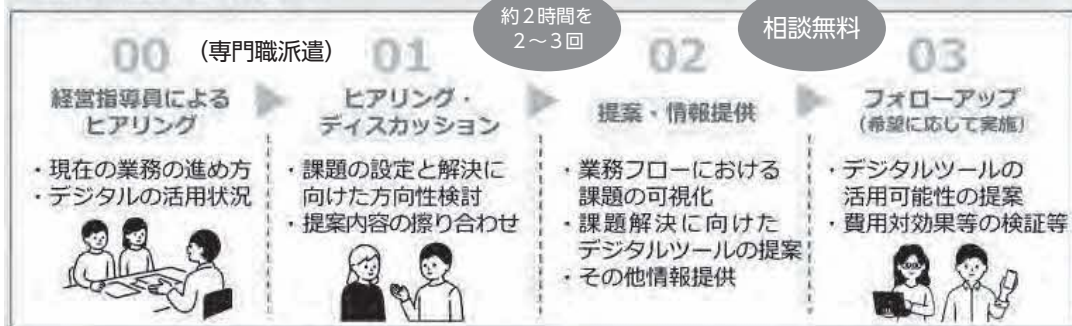 約2時間を
2〜3回
相談無料
00
(専門職派遣)
経営指導員による
ヒアリング
・現在の業務の進め方
・デジタルの活用状況
01
ヒアリング・
ディスカッション
・課題の設定と解決に
向けた方向性検討
・提案内容の擦り合わせ
02
提案・情報提供
・業務フローにおける
課題の可視化
・課題解決に向けた
デジタルツールの提案
・その他情報提供
03
フォローアップ
(希望に応じて実施)
・デジタルツールの
活用可能性の提案
・費用対効果等の検証等